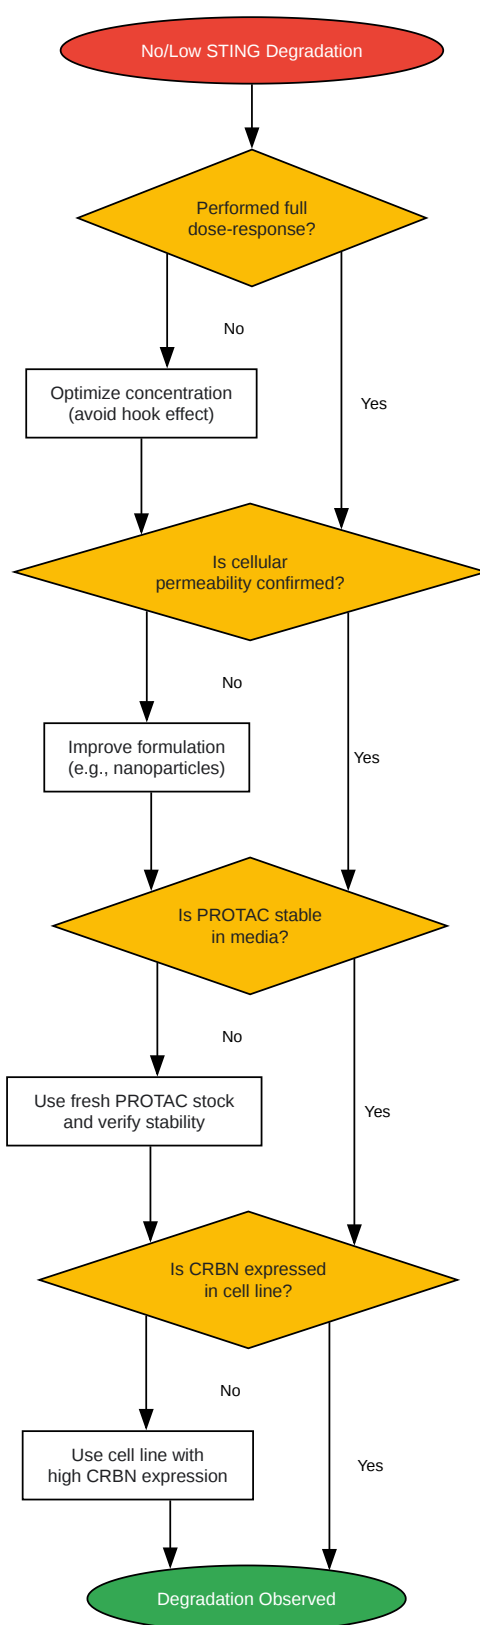 No/Low STING Degradation
Performed full
dose-response?
No
Optimize concentration
(avoid hook effect)
Yes
Is cellular
permeability confirmed?
No
Improve formulation
(e.g., nanoparticles)
Yes
Is PROTAC stable
in media?
No
Use fresh PROTAC stock
and verify stability
Yes
Is CRBN expressed
in cell line?
No
Use cell line with
high CRBN expression
Yes
Degradation Observed